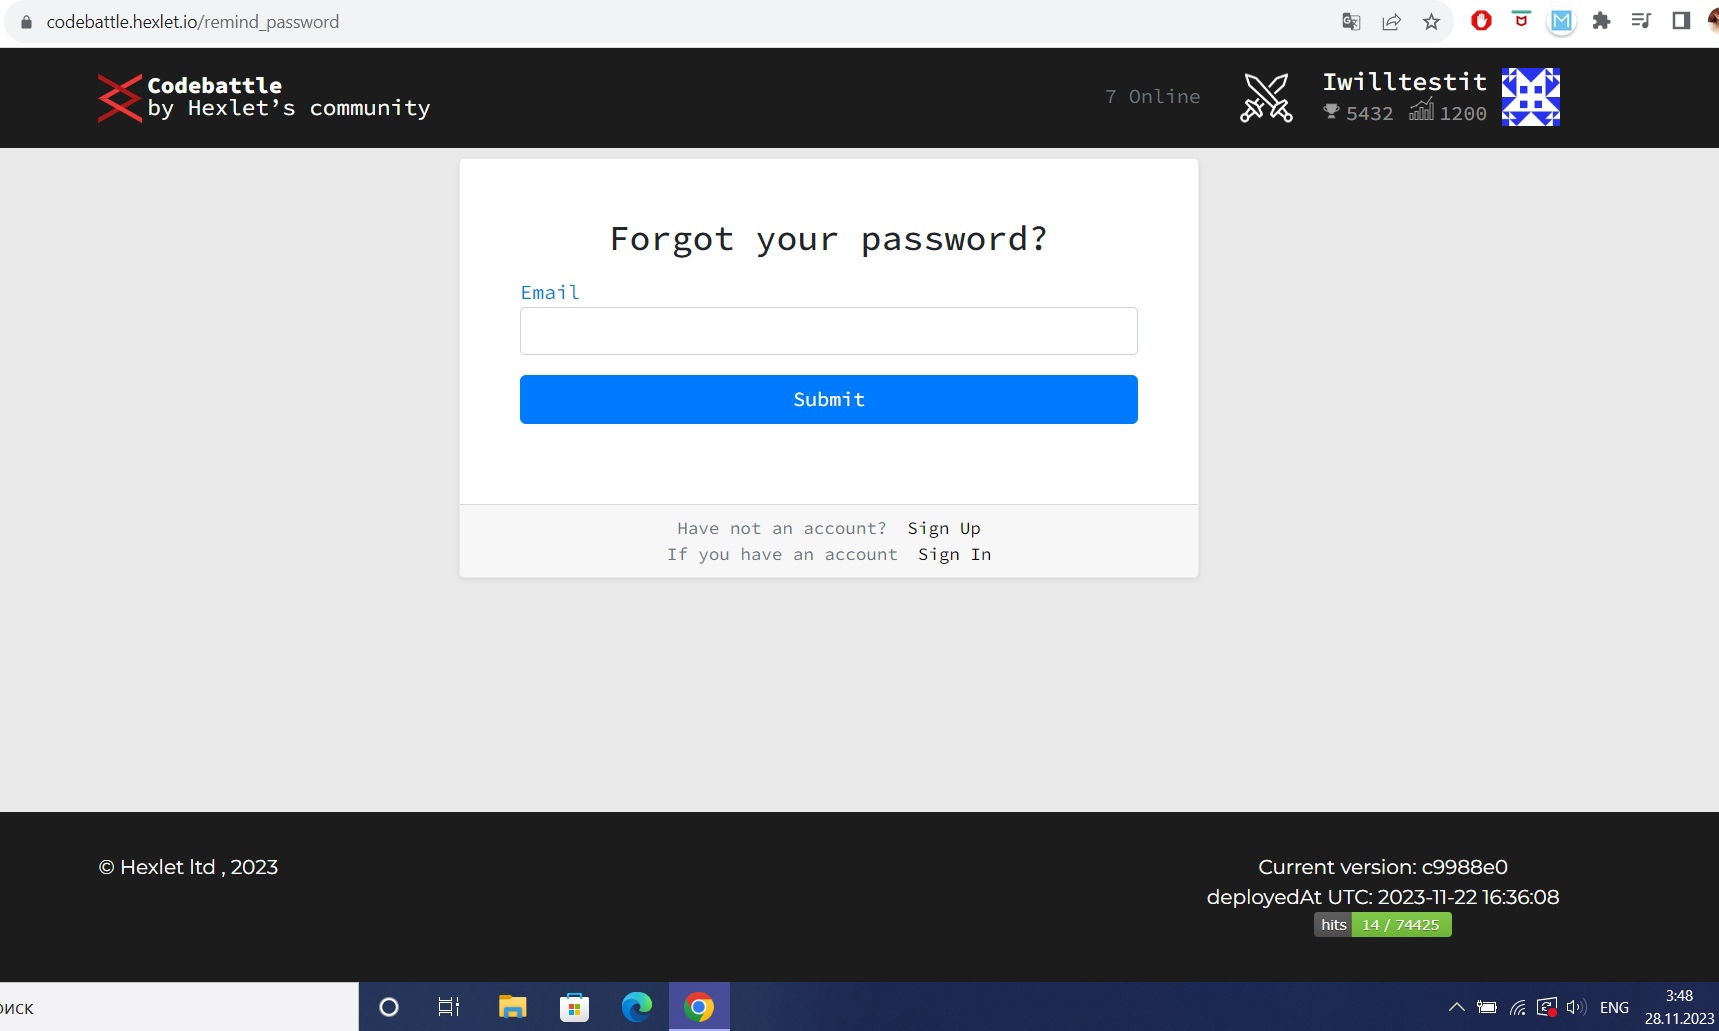 codebattle.hexlet.io/remind_password
Codebattle
by Hexlet’s community
7 Online
Iwilltestit
5432 1200
Forgot your password?
Email
Submit
Have not an account? Sign Up
If you have an account Sign In
© Hexlet ltd , 2023
Current version: c9988e0
deployedAt UTC: 2023-11-22 16:36:08
hits 14 / 74425
оиск
ENG
3:48
28.11.2023